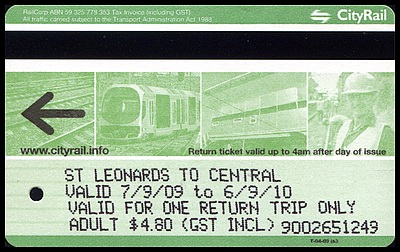 RailCorp ABN 59 325 778 353 Tax Invoice (including GST)
All traffic carried subject to the Transport Administration Act 1988
CityRail
www.cityrail.info
Return ticket valid up to 4am after day of issue
ST LEONARDS TO CENTRAL
VALID 7/9/09 to 6/9/10
VALID FOR ONE RETURN TRIP ONLY
ADULT $4.80 (GST INCL) 9002651249